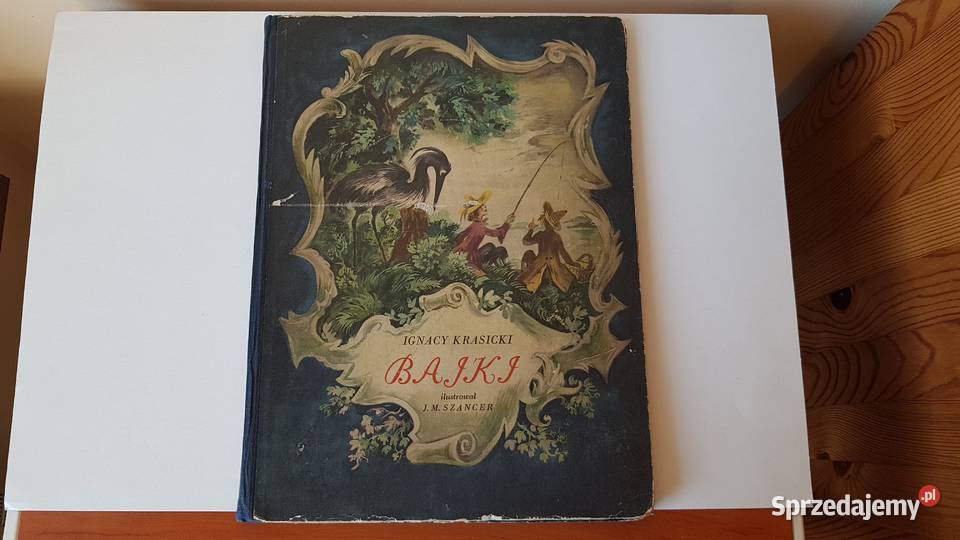 IGNACY KRASICKI
BAJKI
ilustrował
J. M. SZANCER
Sprzedajemy.pl